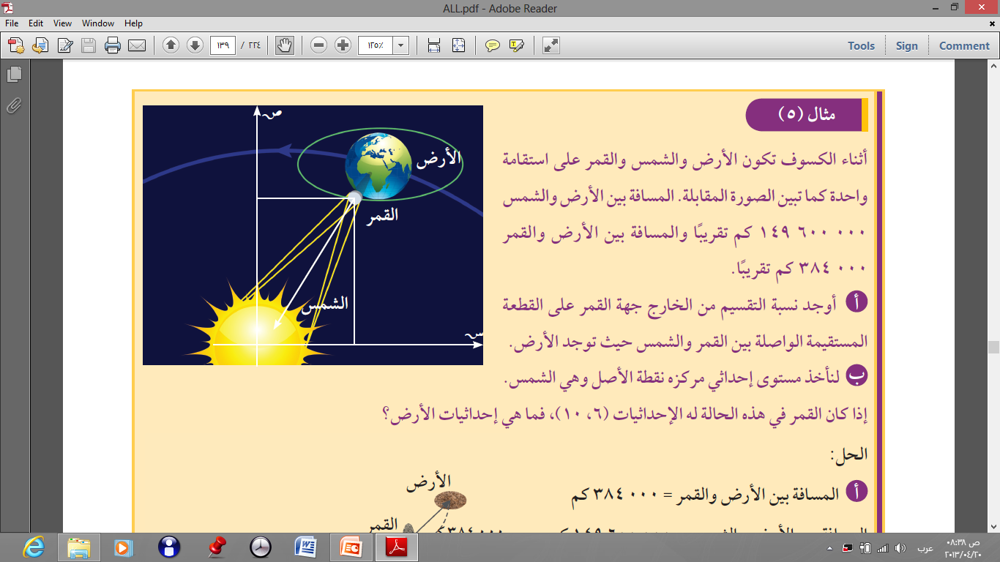 ALL.pdf - Adobe Reader
File Edit View Window Help
١٣٩ / ٢٢٤ ١٢٥٪ Tools Sign Comment
مثال (٥)
أثناء الكسوف تكون الأرض والشمس والقمر على استقامة
واحدة كما تبين الصورة المقابلة. المسافة بين الأرض والشمس
١٤٩ ٦٠٠ ٠٠٠ كم تقريبًا والمسافة بين الأرض والقمر
٣٨٤ ٠٠٠ كم تقريبًا.
أ أوجد نسبة التقسيم من الخارج جهة القمر على القطعة
المستقيمة الواصلة بين القمر والشمس حيث توجد الأرض.
ب لنأخذ مستوى إحداثي مركزه نقطة الأصل وهي الشمس.
إذا كان القمر في هذه الحالة له الإحداثيات (٦، ١٠)، فما هي إحداثيات الأرض؟
ص
الأرض
القمر
الشمس
س
الحل:
أ المسافة بين الأرض والقمر = ٣٨٤ ٠٠٠ كم
الأرض
القمر
عرب
ص ٠٨:٣٨
٢٠١٣/٠٤/٢٠